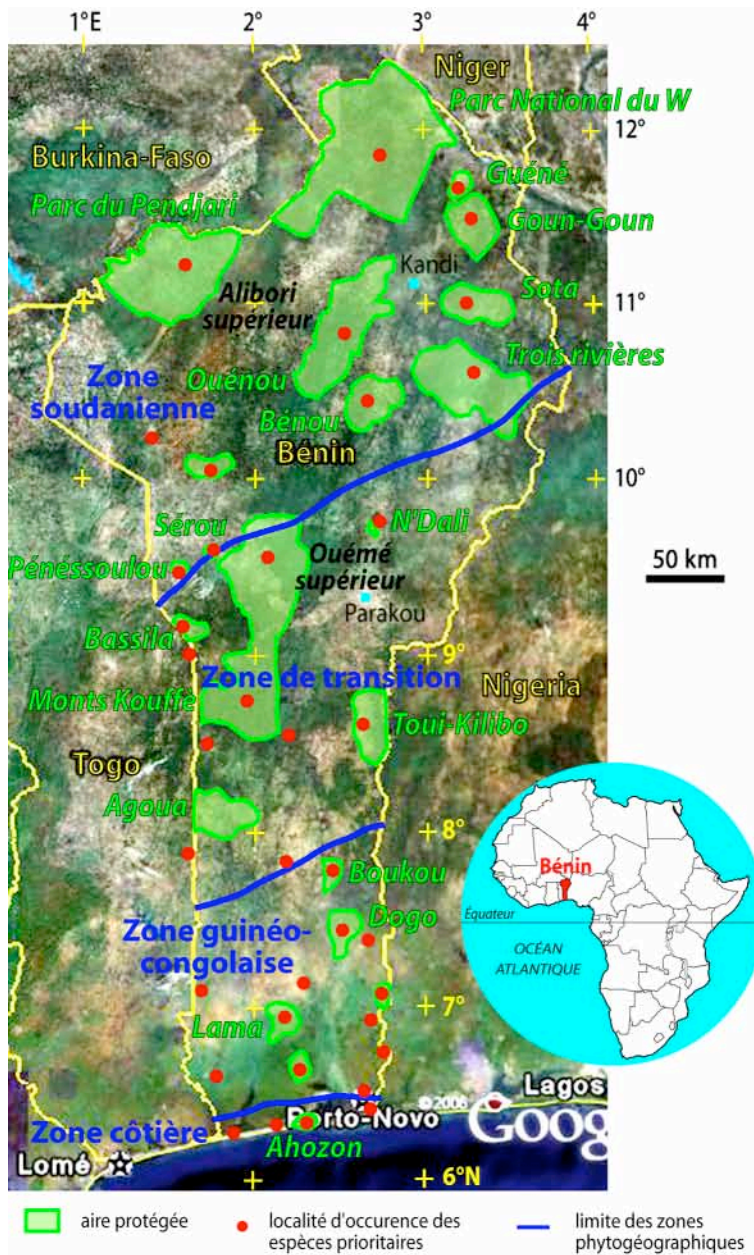 1°E 2° 3° 4°
Niger
Parc National du W
12°
Burkina-Faso
Guéné
Parc du Pendjari
Goun-Goun
Kandi
Alibori
supérieur
Sota
11°
Trois rivières
Ouénou
Zone
soudanienne
Bénou
Bénin
10°
N'Dali
Sérou
Ouémé
supérieur
Pénéssoulou
50 km
Parakou
Bassila
9°
Zone de transition
Nigeria
Monts Kouffè
Toui-Kilibo
Togo
Agoua
8°
Boukou
Bénin
Dogo
Équateur
Zone guinéo-
congolaise
OCÉAN
ATLANTIQUE
7°
Lama
©2006
Lagos
Porto-Novo
Goog
Zone côtière
Ahozon
Lomé
6°N
aire protégée
localité d'occurence des
espèces prioritaires
limite des zones
phytogéographiques